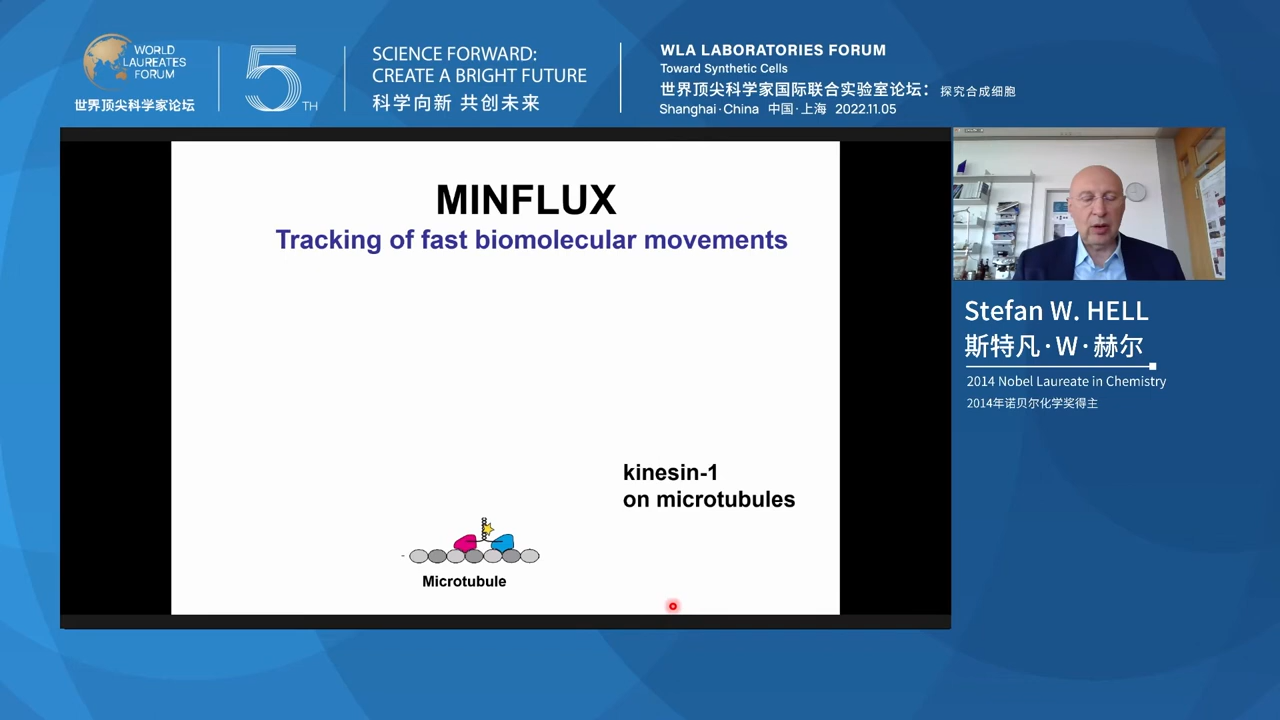 WORLD
LAUREATES
FORUM
世界顶尖科学家论坛
5TH
SCIENCE FORWARD:
CREATE A BRIGHT FUTURE
科学向新 共创未来
WLA LABORATORIES FORUM
Toward Synthetic Cells
世界顶尖科学家国际联合实验室论坛：探究合成细胞
Shanghai·China 中国·上海 2022.11.05
MINFLUX
Tracking of fast biomolecular movements
kinesin-1
on microtubules
-
Microtubule
Stefan W. HELL
斯特凡·W·赫尔
2014 Nobel Laureate in Chemistry
2014年诺贝尔化学奖得主